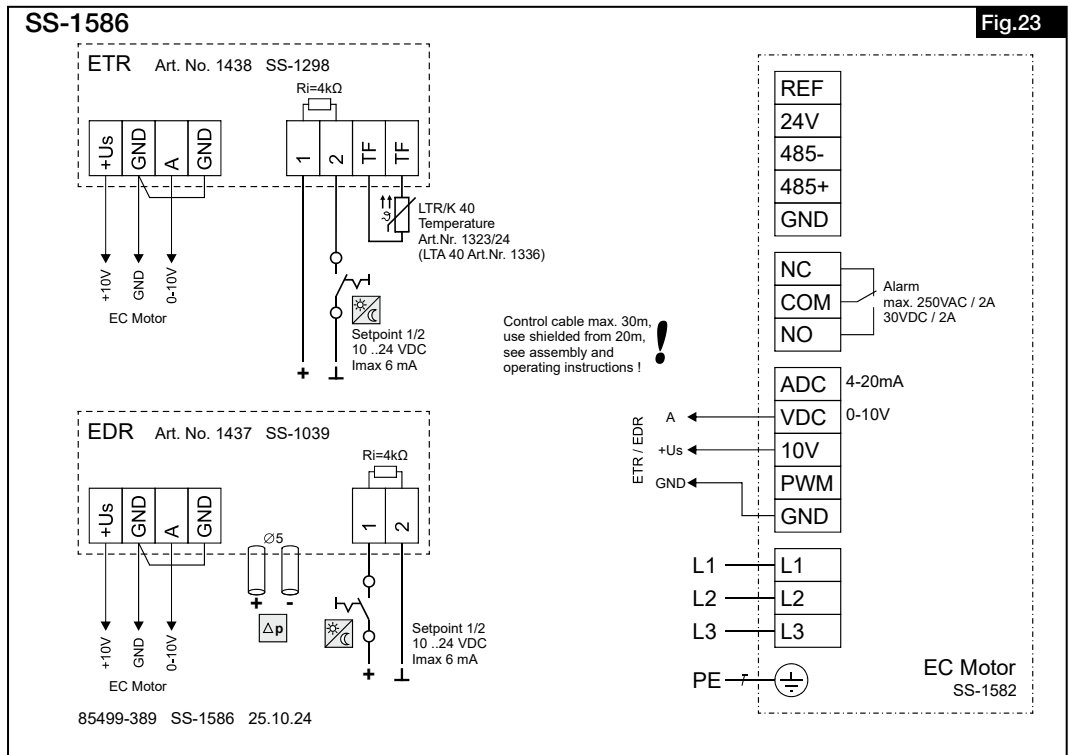 SS-1586
Fig.23
ETR Art. No. 1438 SS-1298
Ri=4kΩ
+Us
GND
A
GND
1
2
TF
TF
+10V
GND
0-10V
EC Motor
ϑ
LTR/K 40
Temperature
Art.Nr. 1323/24
(LTA 40 Art.Nr. 1336)
Setpoint 1/2
10 ..24 VDC
Imax 6 mA
+
EDR Art. No. 1437 SS-1039
Ri=4kΩ
+Us
GND
A
GND
∅5
1
2
+ -
Δp
+10V
GND
0-10V
EC Motor
Setpoint 1/2
10 ..24 VDC
Imax 6 mA
+
85499-389 SS-1586 25.10.24
Control cable max. 30m,
use shielded from 20m,
see assembly and
operating instructions !
!
REF
24V
485-
485+
GND
NC
COM
NO
Alarm
max. 250VAC / 2A
30VDC / 2A
ADC 4-20mA
A VDC 0-10V
+Us 10V
PWM
GND GND
ETR / EDR
L1 L1
L2 L2
L3 L3
PE
EC Motor
SS-1582